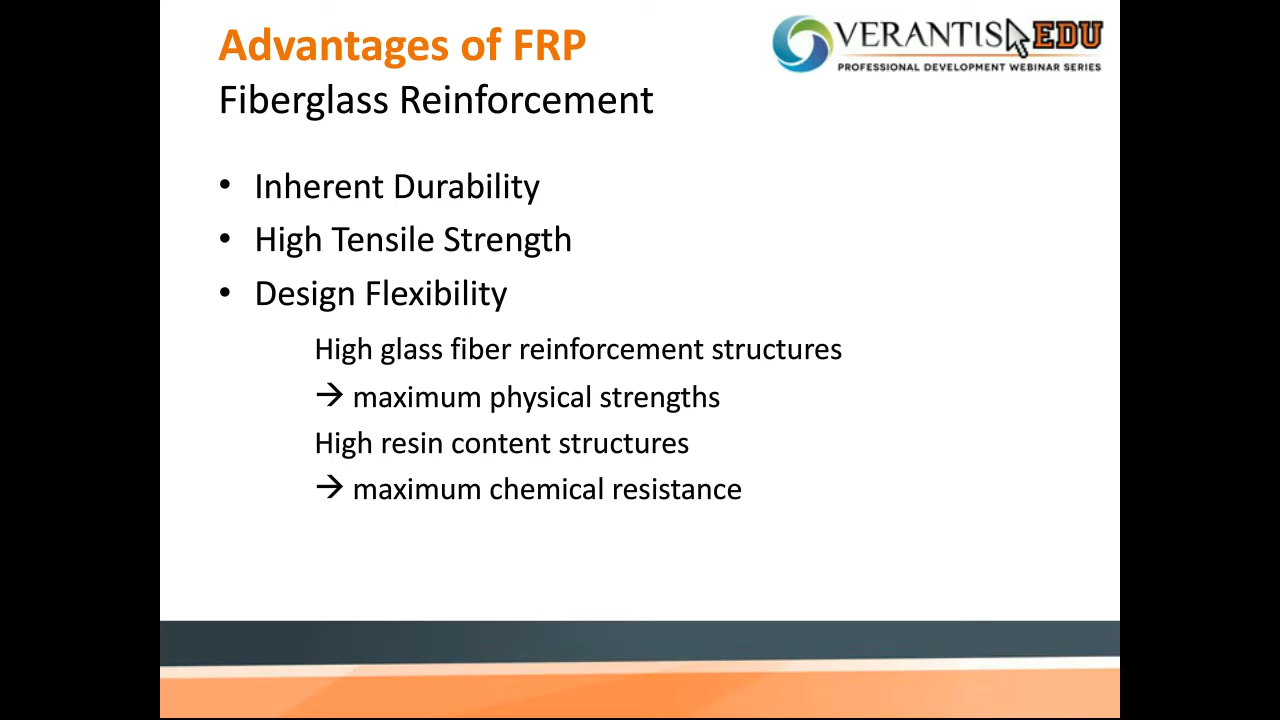 Advantages of FRP
VERANTIS EDU
PROFESSIONAL DEVELOPMENT WEBINAR SERIES
Fiberglass Reinforcement
• Inherent Durability
• High Tensile Strength
• Design Flexibility
High glass fiber reinforcement structures
→ maximum physical strengths
High resin content structures
→ maximum chemical resistance